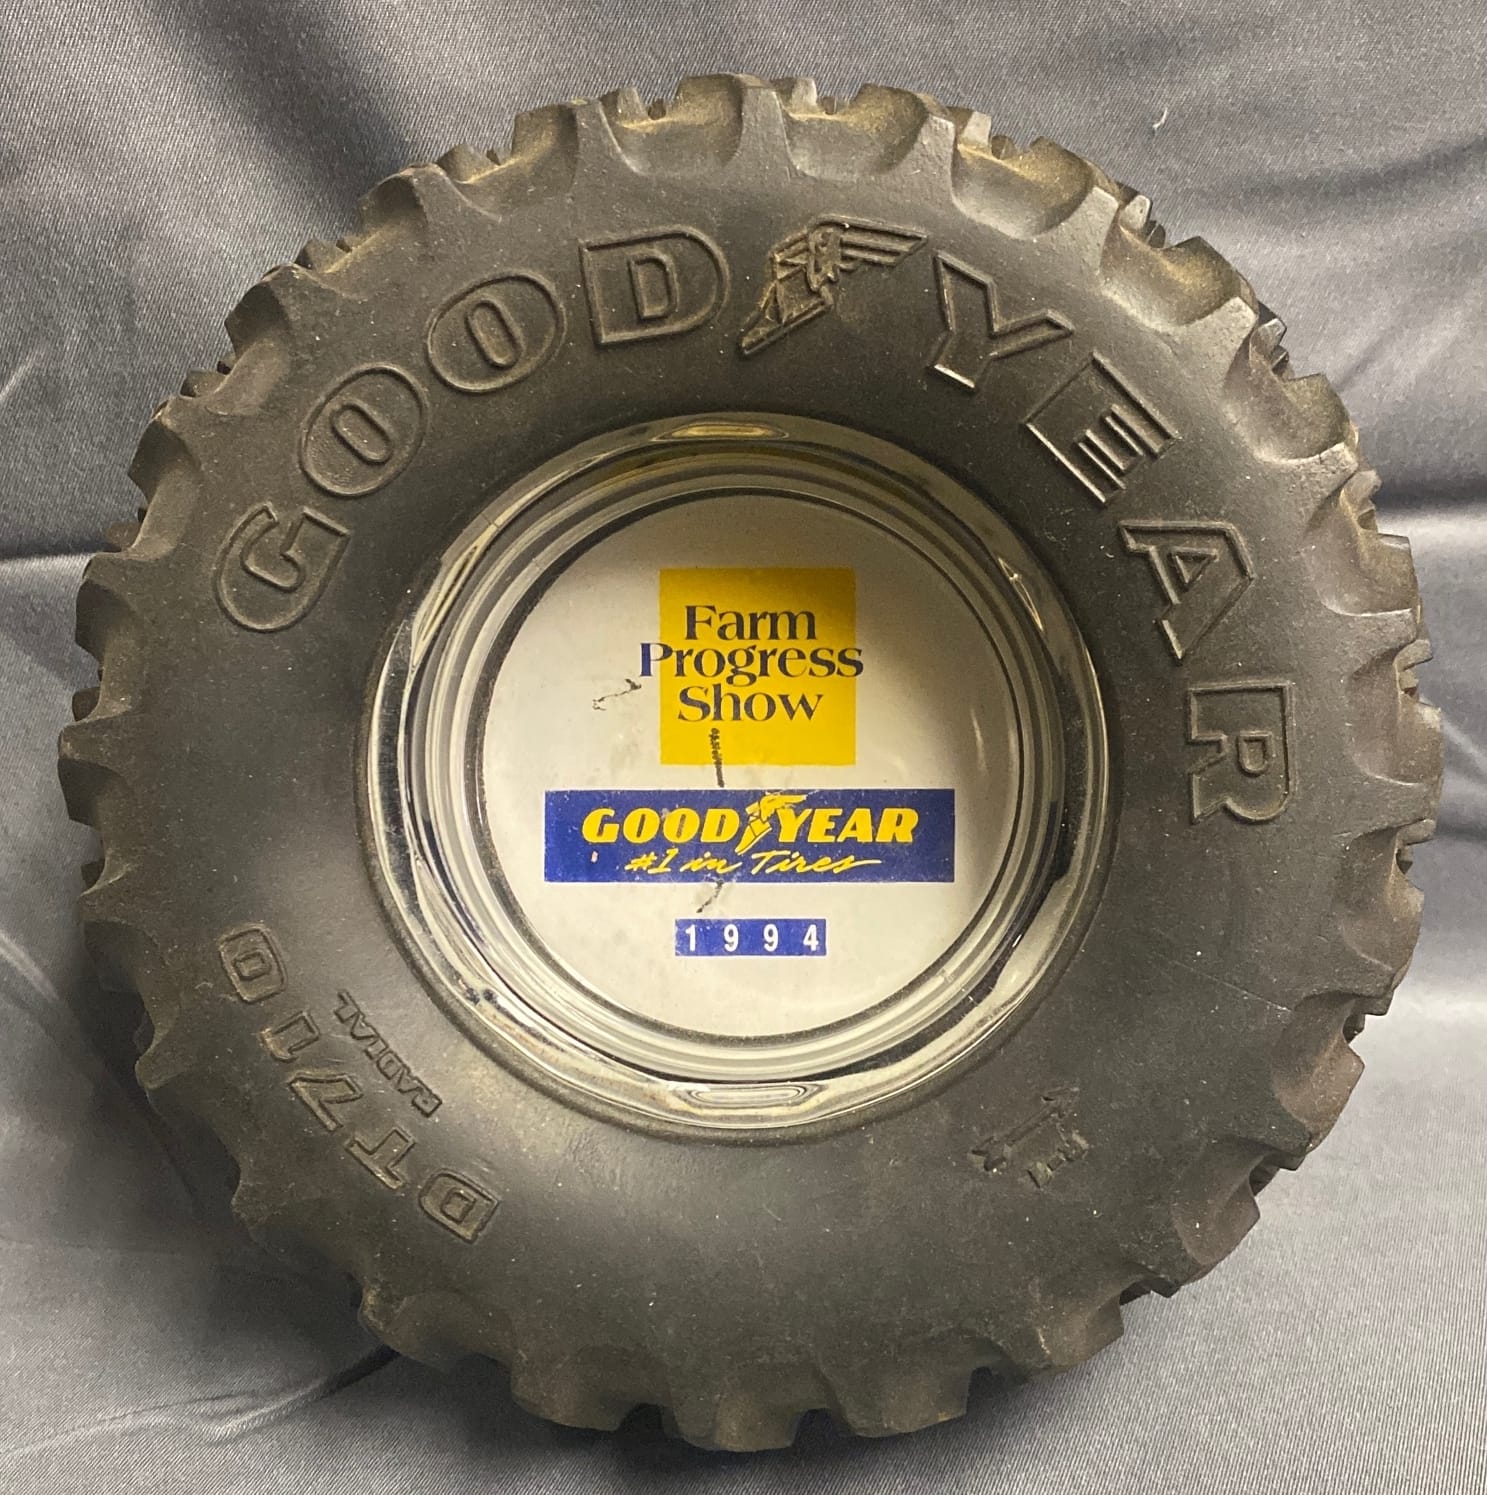 GOODYEAR
Farm
Progress
Show
GOODYEAR
#1 in Tires
1994
DT710
RADIAL